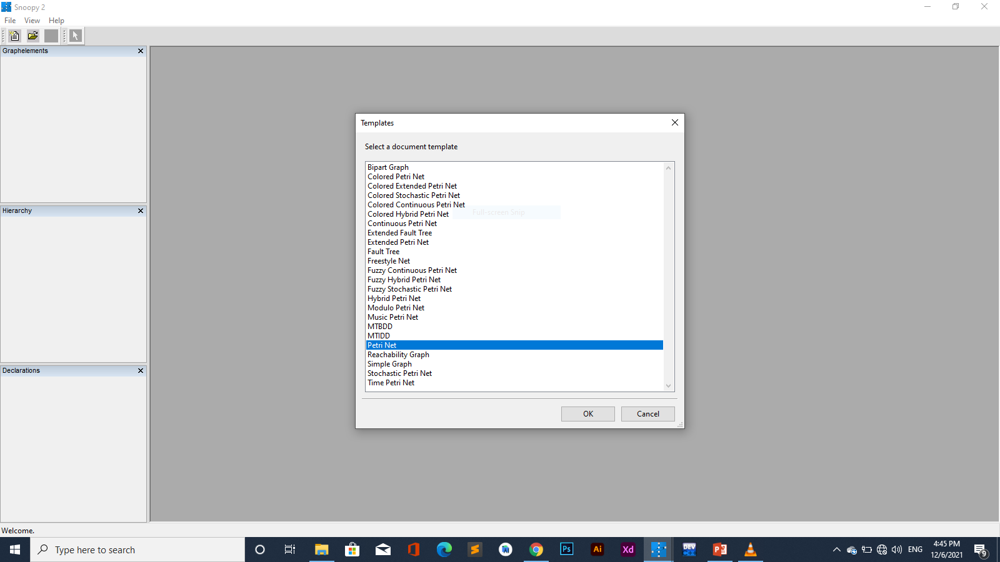 Snoopy 2
File View Help
Graphelements
Hierarchy
Declarations
Templates
Select a document template
Bipart Graph
Colored Petri Net
Colored Extended Petri Net
Colored Stochastic Petri Net
Colored Continuous Petri Net
Colored Hybrid Petri Net
Full-screen Snip
Continuous Petri Net
Extended Fault Tree
Extended Petri Net
Fault Tree
Freestyle Net
Fuzzy Continuous Petri Net
Fuzzy Hybrid Petri Net
Fuzzy Stochastic Petri Net
Hybrid Petri Net
Modulo Petri Net
Music Petri Net
MTBDD
MTIDD
Petri Net
Reachability Graph
Simple Graph
Stochastic Petri Net
Time Petri Net
OK Cancel
Welcome.
Type here to search
Ps
Ai
Xd
DEV
ENG
4:45 PM
12/6/2021
9